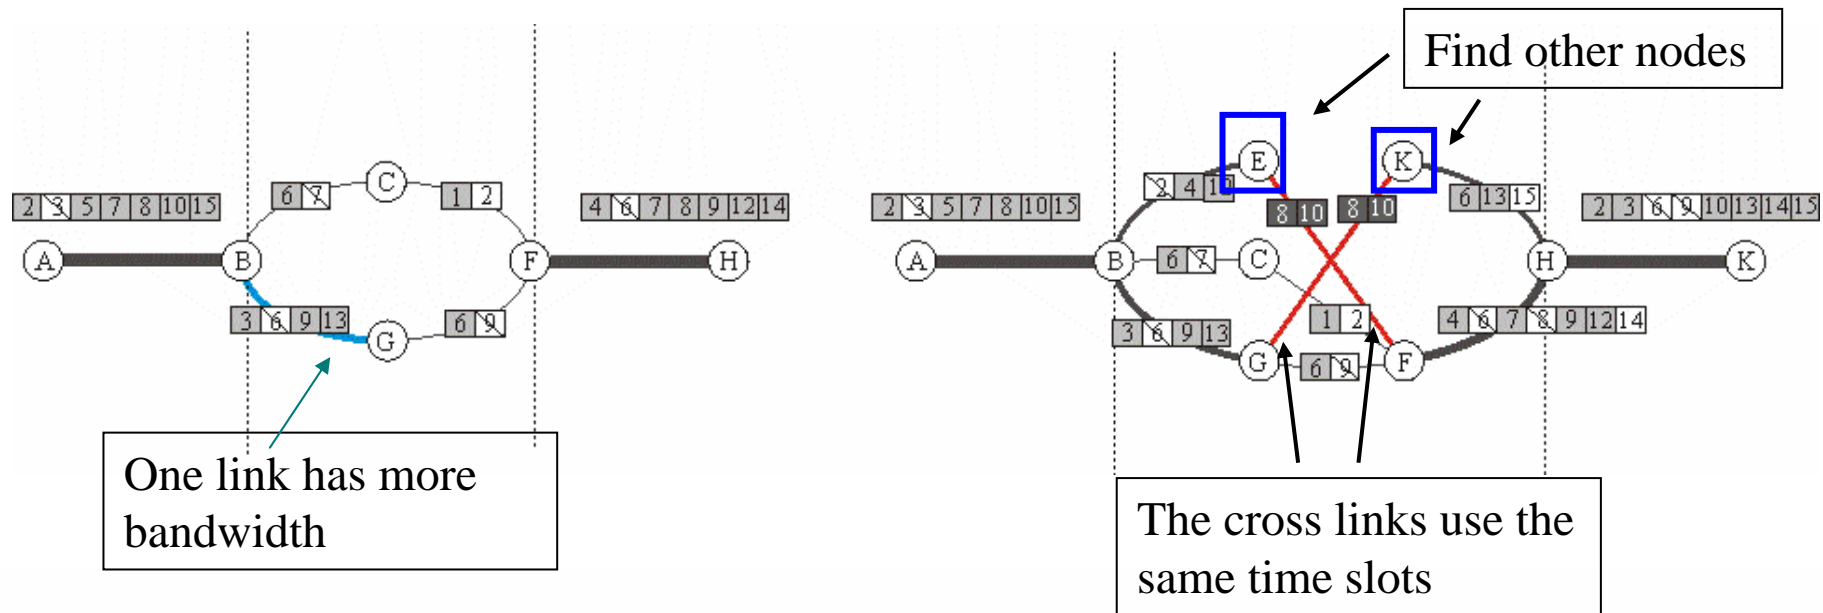 Find other nodes
E
K
2 4 10
8 10
8 10
6 13 15
C
6 7
1 2
2 3 5 7 8 10 15
4 6 7 8 9 12 14
2 3 5 7 8 10 15
2 3 6 9 10 13 14 15
A
B
F
H
A
B
6 7
C
H
K
3 6 9 13
G
6 9
3 6 9 13
1 2
4 6 7 8 9 12 14
G
6 9
F
One link has more
bandwidth
The cross links use the
same time slots